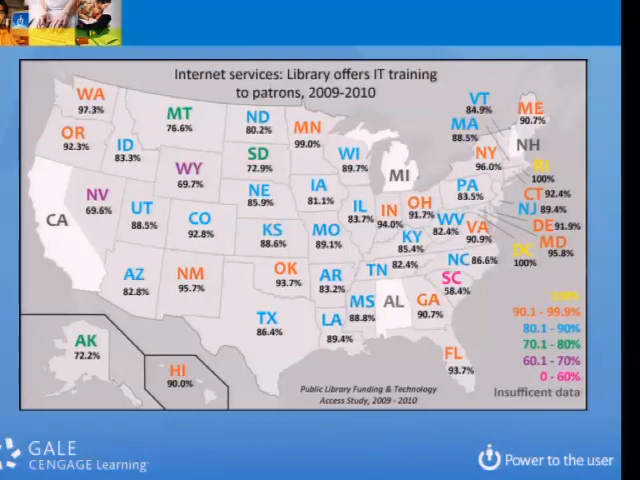 Internet services: Library offers IT training
to patrons, 2009-2010
WA
97.3%
OR
92.3%
ID
83.3%
MT
76.6%
ND
80.2%
MN
99.0%
SD
72.9%
WI
89.7%
WY
69.7%
NV
69.6%
UT
88.5%
CO
92.8%
NE
85.9%
IA
81.1%
MI
VT
84.9%
MA
88.5%
ME
90.7%
NH
NY
96.0%
RI
100%
CT 92.4%
NJ 89.4%
DE 91.9%
MD
95.8%
DC
100%
PA
83.5%
OH
91.7%
IN
94.0%
IL
83.7%
WV
82.4%
VA
90.9%
KY
85.4%
NC 86.6%
TN 82.4%
SC
58.4%
CA
KS
88.6%
MO
89.1%
AZ
82.8%
NM
95.7%
OK
93.7%
AR
83.2%
MS
88.8%
AL
GA
90.7%
TX
86.4%
LA
89.4%
FL
93.7%
AK
72.2%
HI
90.0%
100%
90.1 - 99.9%
80.1 - 90%
70.1 - 80%
60.1 - 70%
0 - 60%
Insufficent data
Public Library Funding & Technology
Access Study, 2009 - 2010
GALE
CENGAGE Learning
Power to the user